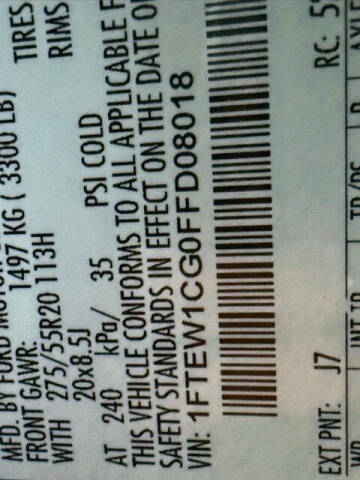 MFD. BY FORD MOTOR
FRONT GAWR: 1497 KG ( 3300 LB) TIRES
WITH 275/55R20 113H RIMS
20x8.5J
AT 240 kPa/ 35 PSI COLD
THIS VEHICLE CONFORMS TO ALL APPLICABLE F
SAFETY STANDARDS IN EFFECT ON THE DATE O
VIN: 1FTEW1CG0FFD08018
EXT PNT: J7 RC: 5